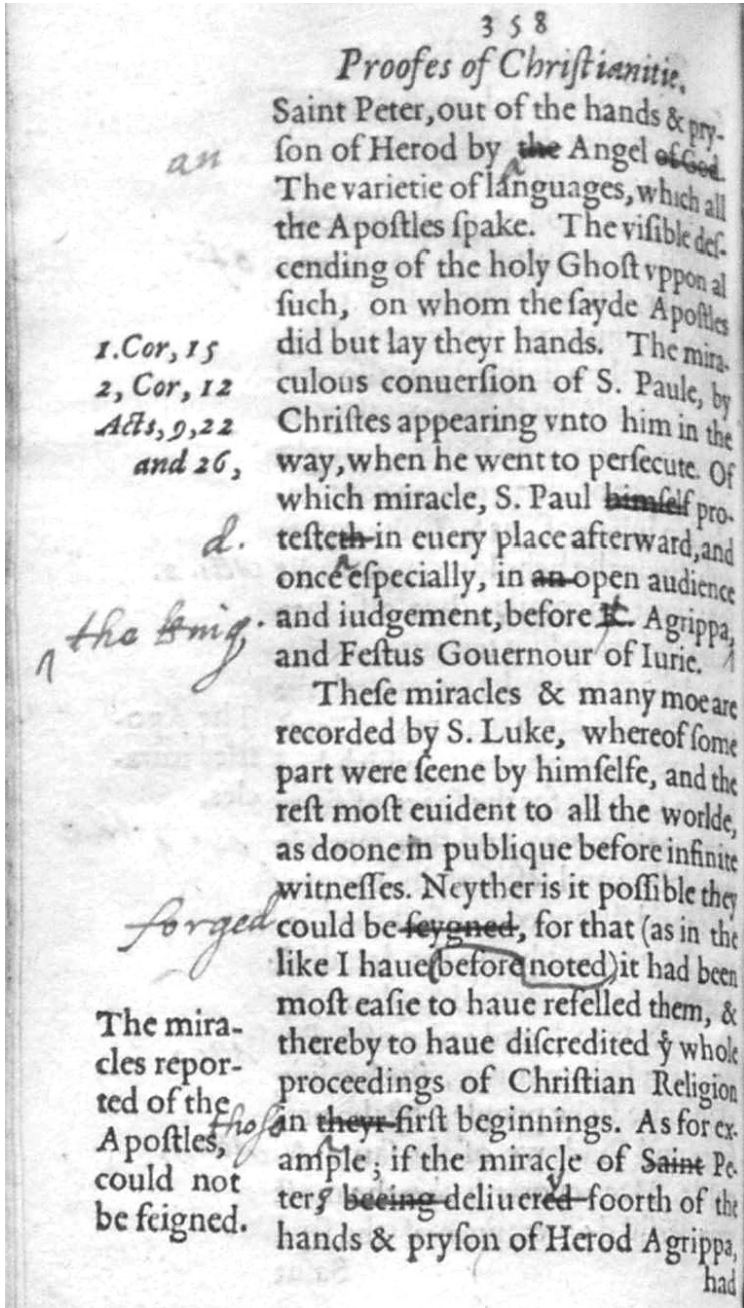 358
Proofes of Chriſtianitie.
Saint Peter, out of the hands & pry-
ſon of Herod by the Angel of God.
an
The varietie of languages, which all
the Apoſtles ſpake. The viſible deſ-
cending of the holy Ghoſt vppon al
ſuch, on whom the ſayde Apoſtles
did but lay theyr hands. The mira-
1.Cor, 15
culous conuerſion of S. Paule, by
2, Cor, 12
Chriſtes appearing vnto him in the
Acts, 9, 22
way, when he went to perſecute. Of
and 26,
which miracle, S. Paul himſelf pro-
teſteth in euery place afterward, and
d.
once eſpecially, in an open audience
and iudgement, before K. Agrippa,
the king.
and Feſtus Gouernour of Iurie.
Theſe miracles & many moe are
recorded by S. Luke, whereof ſome
part were ſcene by himſelfe, and the
reſt moſt euident to all the worlde,
as doone in publique before infinite
witneſſes. Neyther is it poſſible they
could be feygned, for that (as in the
forged
like I haue before noted) it had been
moſt eaſie to haue refelled them, &
thereby to haue diſcredited ẏ whole
proceedings of Chriſtian Religion
in theyr firſt beginnings. As for ex-
thoſe
ample, if the miracle of Saint Pe-
ter beeing deliuered foorth of the
hands & pryſon of Herod Agrippa,
had
The mira-
cles repor-
ted of the
Apoſtles,
could not
be feigned.